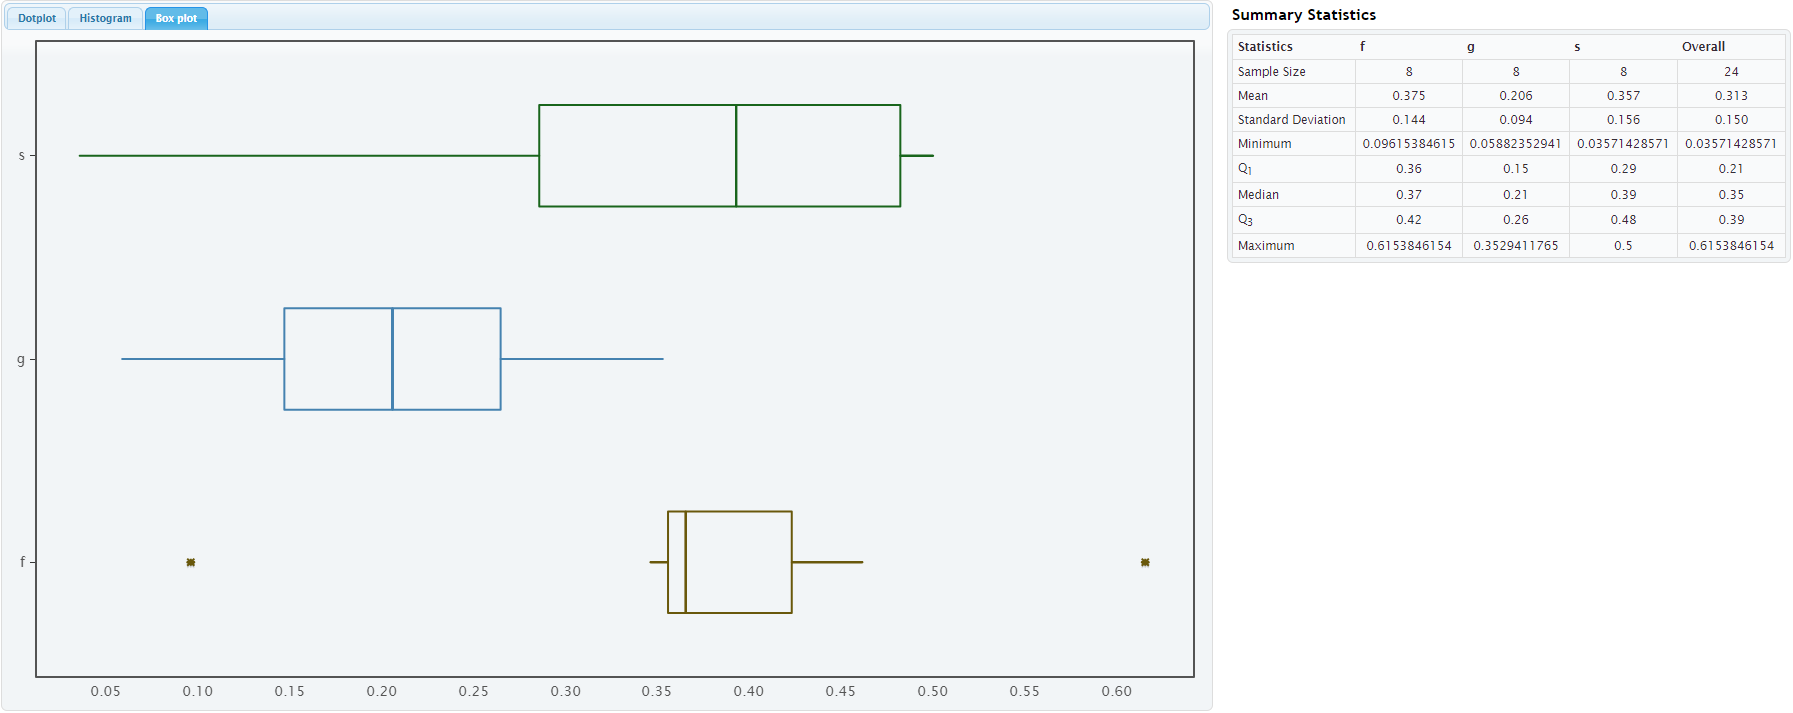 Dotplot Histogram Box plot
s
g
f
0.05 0.10 0.15 0.20 0.25 0.30 0.35 0.40 0.45 0.50 0.55 0.60
Summary Statistics
Statistics f g s Overall
Sample Size 8 8 8 24
Mean 0.375 0.206 0.357 0.313
Standard Deviation 0.144 0.094 0.156 0.150
Minimum 0.09615384615 0.05882352941 0.03571428571 0.03571428571
Q1 0.36 0.15 0.29 0.21
Median 0.37 0.21 0.39 0.35
Q3 0.42 0.26 0.48 0.39
Maximum 0.6153846154 0.3529411765 0.5 0.6153846154